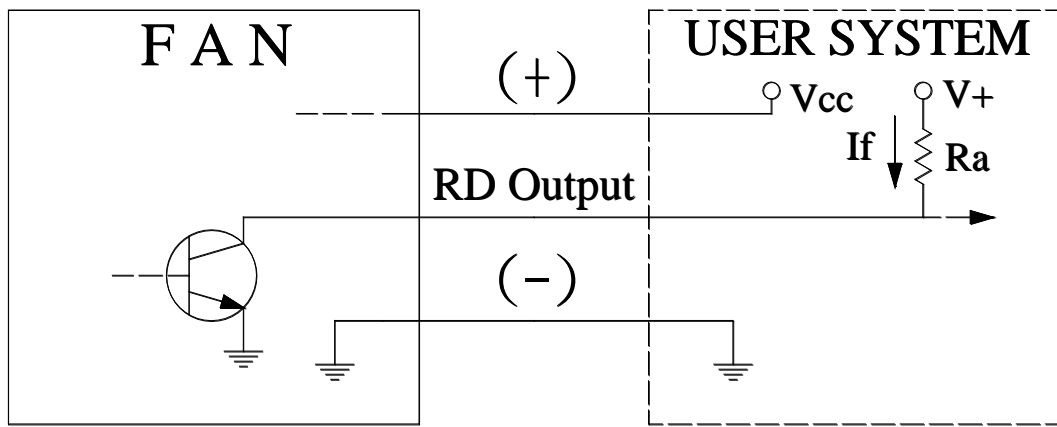 F A N
USER SYSTEM
(+)
Vcc
V+
If
Ra
RD Output
(-)